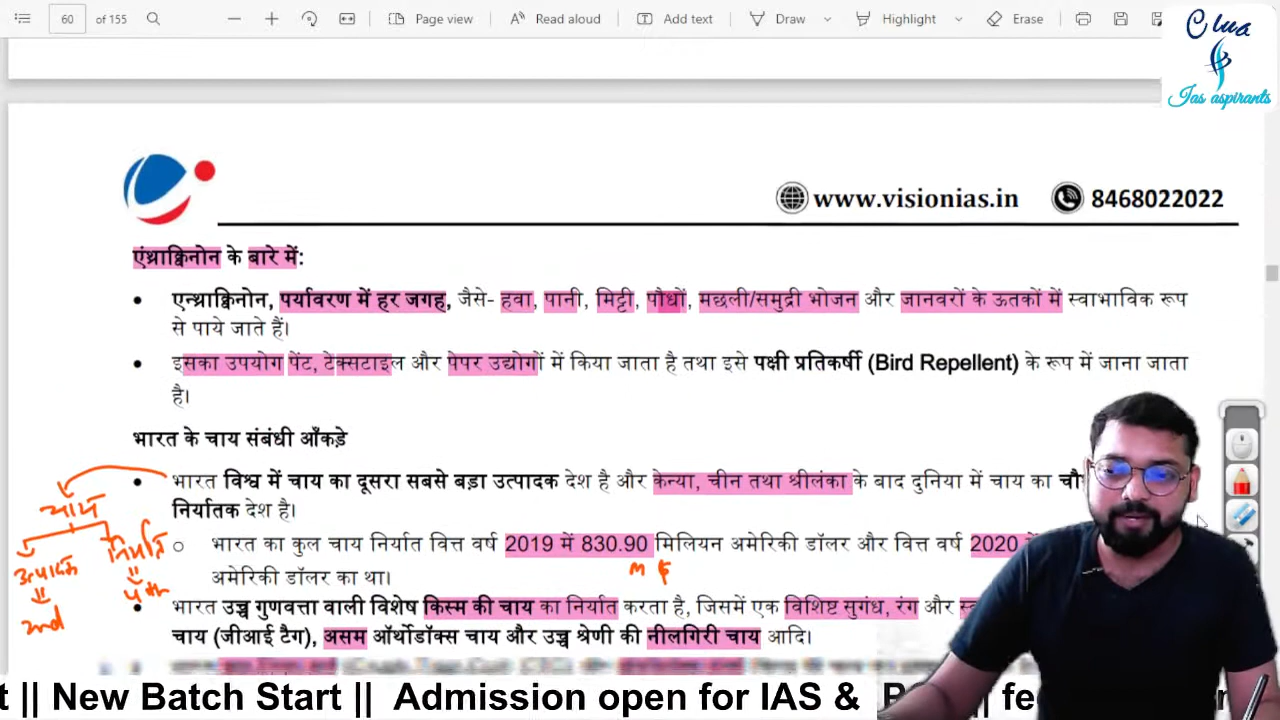 60 of 155 Page view Read aloud Add text Draw Highlight Erase
Clua
Ias aspirants
www.visionias.in 8468022022
एंथ्राक्विनोन के बारे में:
• एन्थ्राक्विनोन, पर्यावरण में हर जगह, जैसे- हवा, पानी, मिट्टी, पौधों, मछली/समुद्री भोजन और जानवरों के ऊतकों में स्वाभाविक रूप
से पाये जाते हैं।
• इसका उपयोग पेंट, टेक्सटाइल और पेपर उद्योगों में किया जाता है तथा इसे पक्षी प्रतिकर्षी (Bird Repellent) के रूप में जाना जाता
है।
भारत के चाय संबंधी आँकड़े
• भारत विश्व में चाय का दूसरा सबसे बड़ा उत्पादक देश है और केन्या, चीन तथा श्रीलंका के बाद दुनिया में चाय का
निर्यातक देश है।
चाय
उत्पादन
2nd
निर्यात
4th
○ भारत का कुल चाय निर्यात वित्त वर्ष 2019 में 830.90 मिलियन अमेरिकी डॉलर और वित्त वर्ष 2020
अमेरिकी डॉलर का था।
• भारत उच्च गुणवत्ता वाली विशेष किस्म की चाय का निर्यात करता है, जिसमें एक विशिष्ट सुगंध, रंग और
चाय (जीआई टैग), असम ऑर्थोडॉक्स चाय और उच्च श्रेणी की नीलगिरी चाय आदि।
|| New Batch Start || Admission open for IAS &